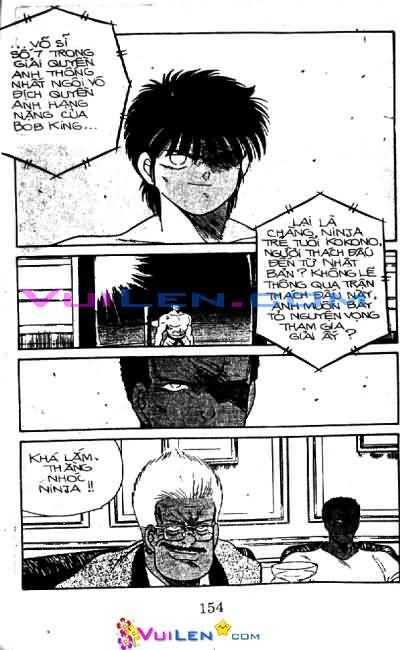 ... VÕ SĨ
SỐ 7 TRONG
GIẢI QUYỀN
ANH THỐNG
NHẤT NGÔI VÔ
ĐỊCH QUYỀN
ANH HẠNG
NẶNG CỦA
BOB KING...
LẠI LÀ
CHÀNG NINJA
TRẺ TUỔI KOKONO,
NGƯỜI THÁCH ĐẤU
ĐẾN TỪ NHẬT
BẢN? KHÔNG LẼ
THÔNG QUA TRẬN
THÁCH ĐẤU NÀY,
ANH MUỐN BÀY
TỎ NGUYỆN VỌNG
THAM GIA
GIẢI ẤY?
VUILEN.COM
KHÁ LẮM.
THẰNG
NHÓC
NINJA!!
154
VUILEN.COM